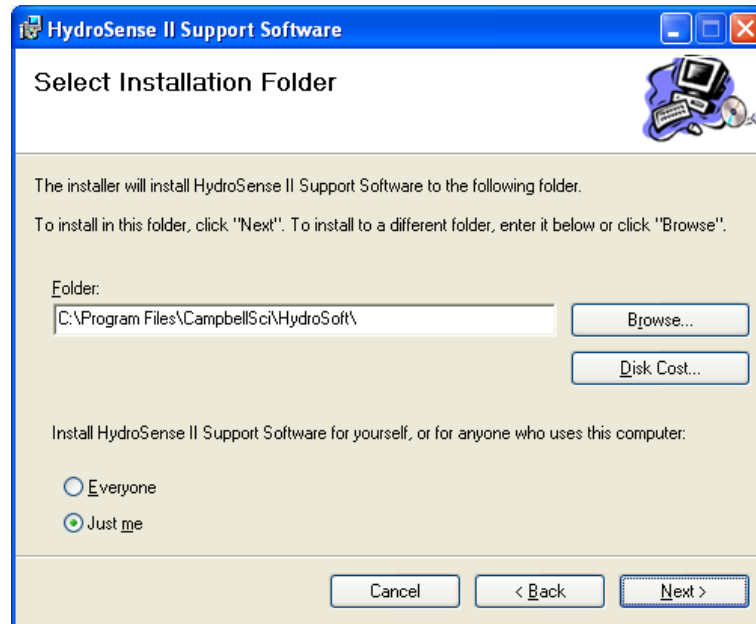 HydroSense II Support Software
Select Installation Folder
The installer will install HydroSense II Support Software to the following folder.
To install in this folder, click "Next". To install to a different folder, enter it below or click "Browse".
Folder:
C:\Program Files\CampbellSci\HydroSoft\
Browse...
Disk Cost...
Install HydroSense II Support Software for yourself, or for anyone who uses this computer:
Everyone
Just me
Cancel
< Back
Next >